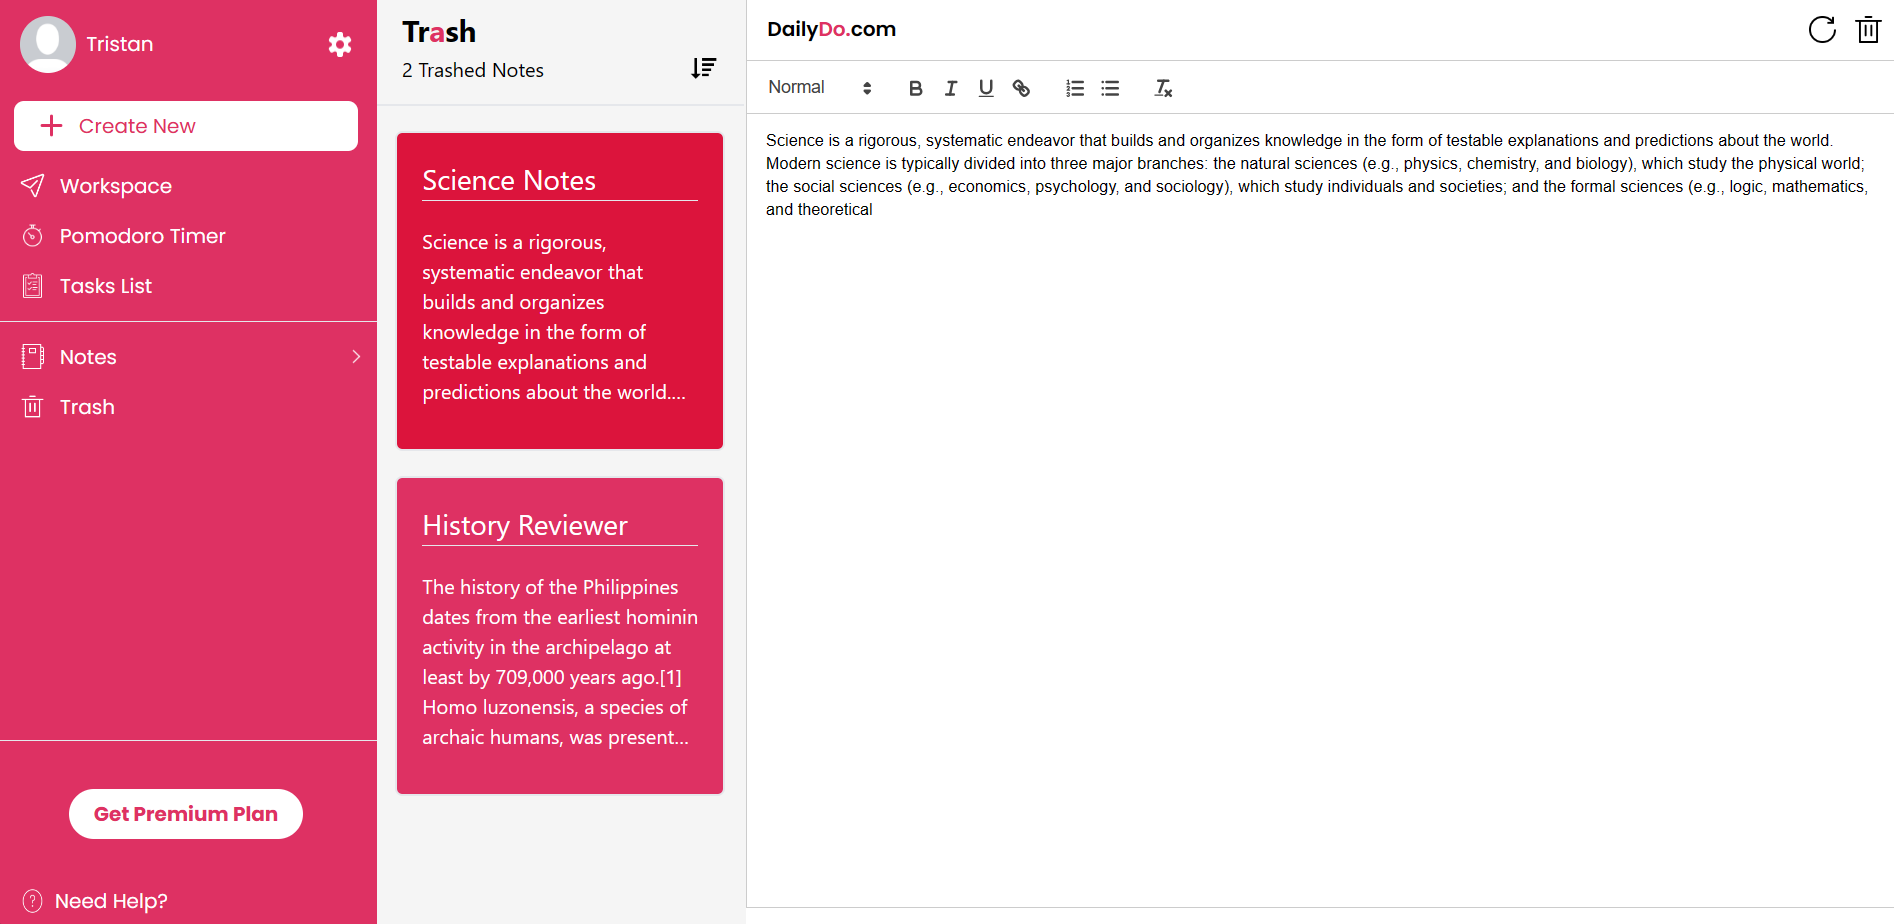 Tristan
Create New
Workspace
Pomodoro Timer
Tasks List
Notes
Trash
Get Premium Plan
Need Help?
Trash
2 Trashed Notes
Science Notes
Science is a rigorous,
systematic endeavor that
builds and organizes
knowledge in the form of
testable explanations and
predictions about the world....
History Reviewer
The history of the Philippines
dates from the earliest hominin
activity in the archipelago at
least by 709,000 years ago.[1]
Homo luzonensis, a species of
archaic humans, was present...
DailyDo.com
Normal
Science is a rigorous, systematic endeavor that builds and organizes knowledge in the form of testable explanations and predictions about the world.
Modern science is typically divided into three major branches: the natural sciences (e.g., physics, chemistry, and biology), which study the physical world;
the social sciences (e.g., economics, psychology, and sociology), which study individuals and societies; and the formal sciences (e.g., logic, mathematics,
and theoretical